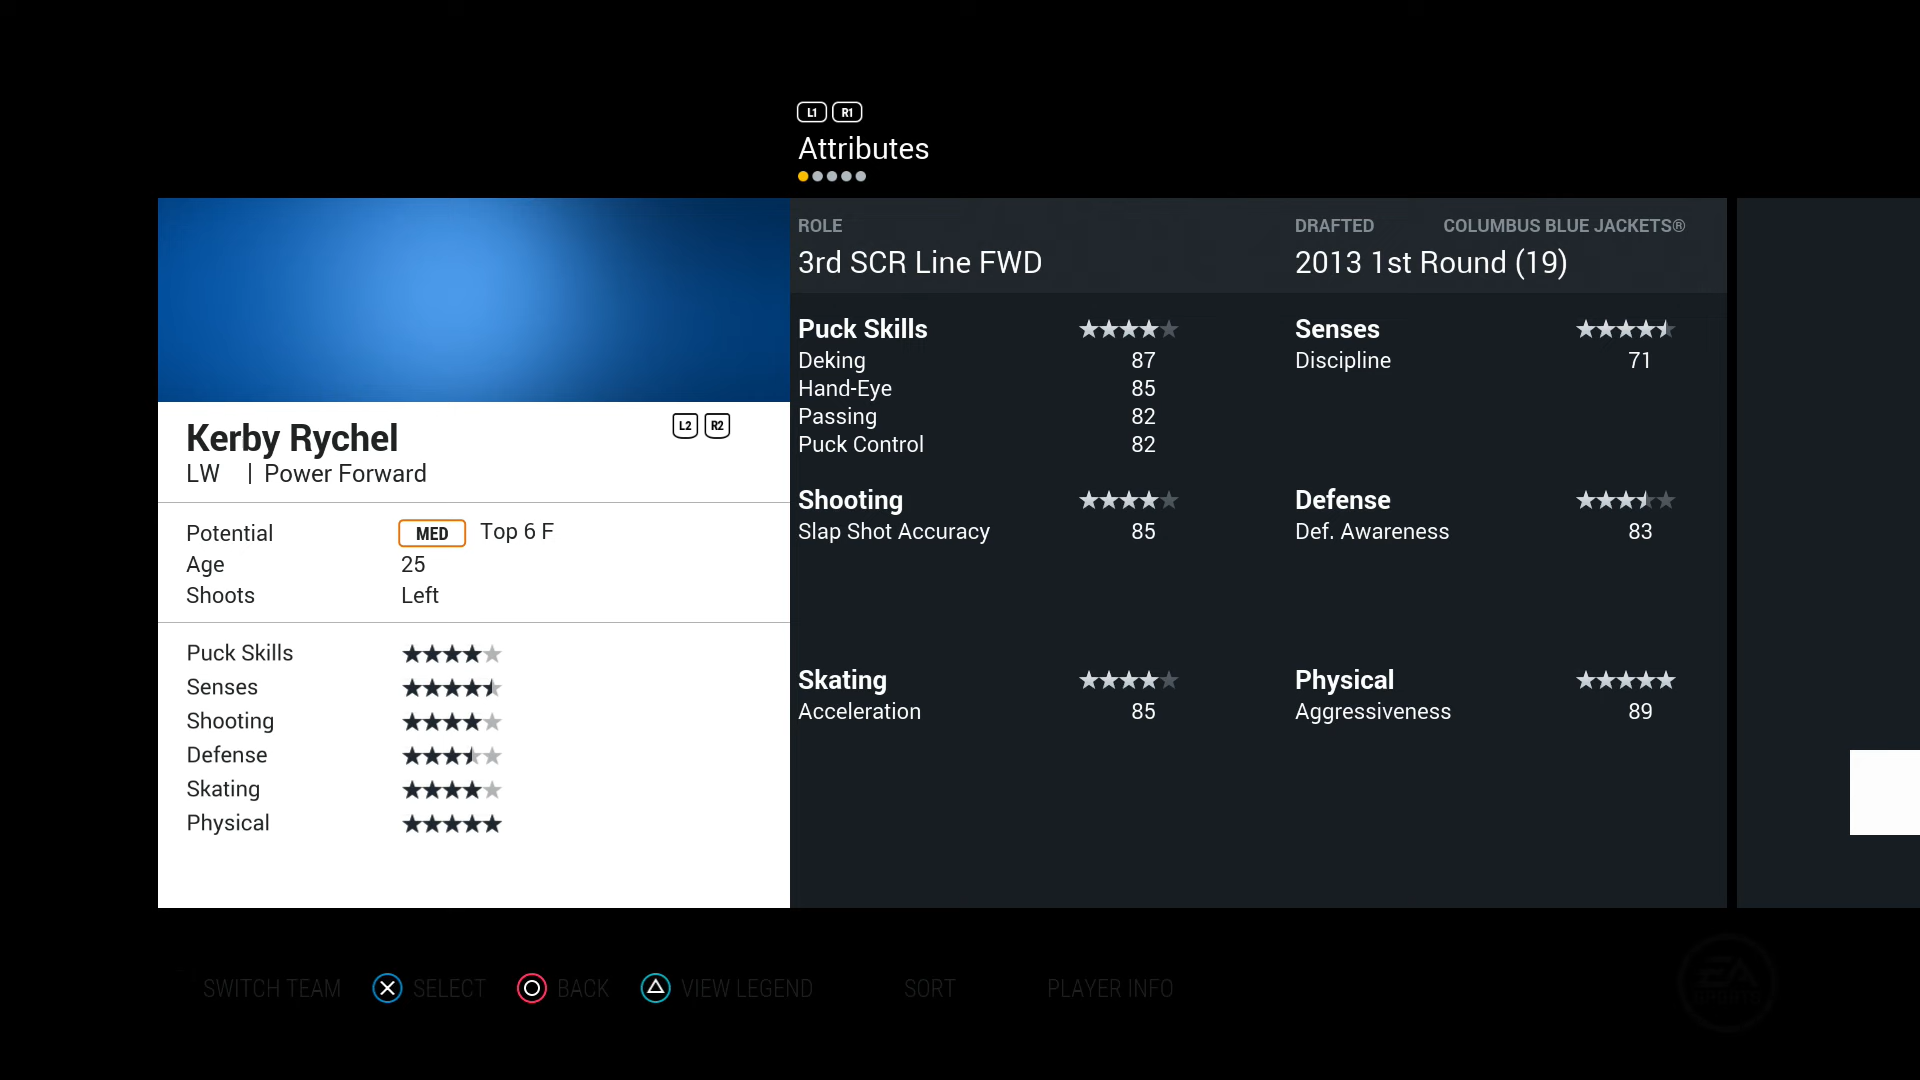 L1 R1
Attributes
ROLE
3rd SCR Line FWD
DRAFTED COLUMBUS BLUE JACKETS®
2013 1st Round (19)
Kerby Rychel
L2 R2
LW | Power Forward
Potential MED Top 6 F
Age 25
Shoots Left
Puck Skills
Senses
Shooting
Defense
Skating
Physical
Puck Skills
Deking 87
Hand-Eye 85
Passing 82
Puck Control 82
Senses
Discipline 71
Shooting
Slap Shot Accuracy 85
Defense
Def. Awareness 83
Skating
Acceleration 85
Physical
Aggressiveness 89
SWITCH TEAM SELECT BACK VIEW LEGEND SORT PLAYER INFO
EA
SPORTS